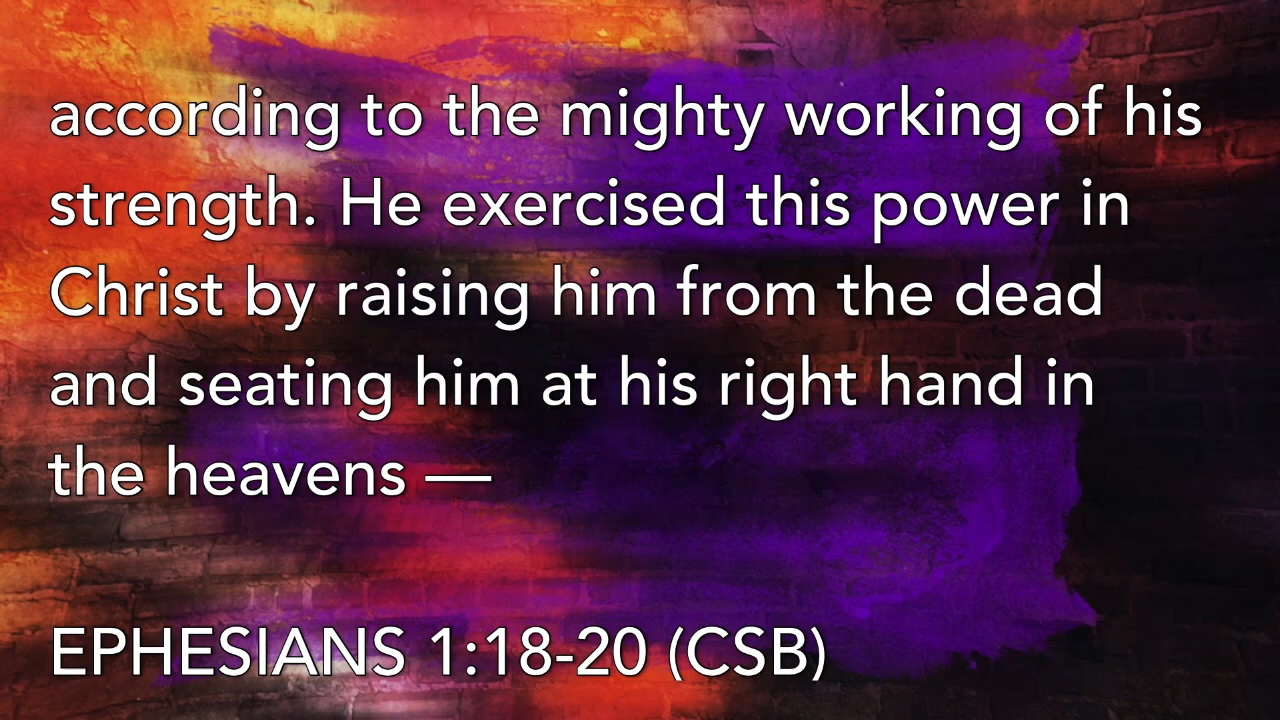 according to the mighty working of his
strength. He exercised this power in
Christ by raising him from the dead
and seating him at his right hand in
the heavens —
EPHESIANS 1:18-20 (CSB)